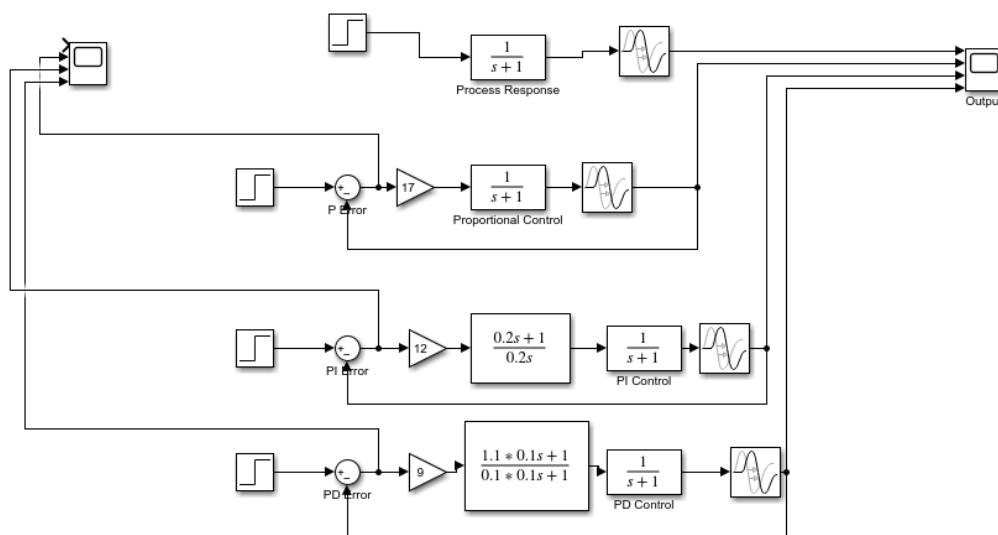 1
s + 1
Process Response
Output
+
−
17
1
s + 1
P Error
Proportional Control
+
−
12
0.2s + 1
0.2s
1
s + 1
PI Error
PI Control
+
−
9
1.1 * 0.1s + 1
0.1 * 0.1s + 1
1
s + 1
PD Error
PD Control